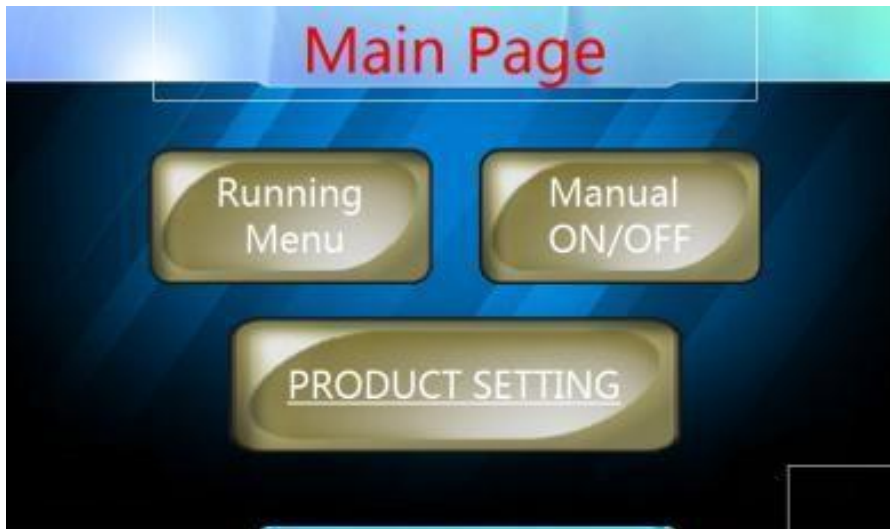 Main Page
Running
Menu
Manual
ON/OFF
PRODUCT SETTING